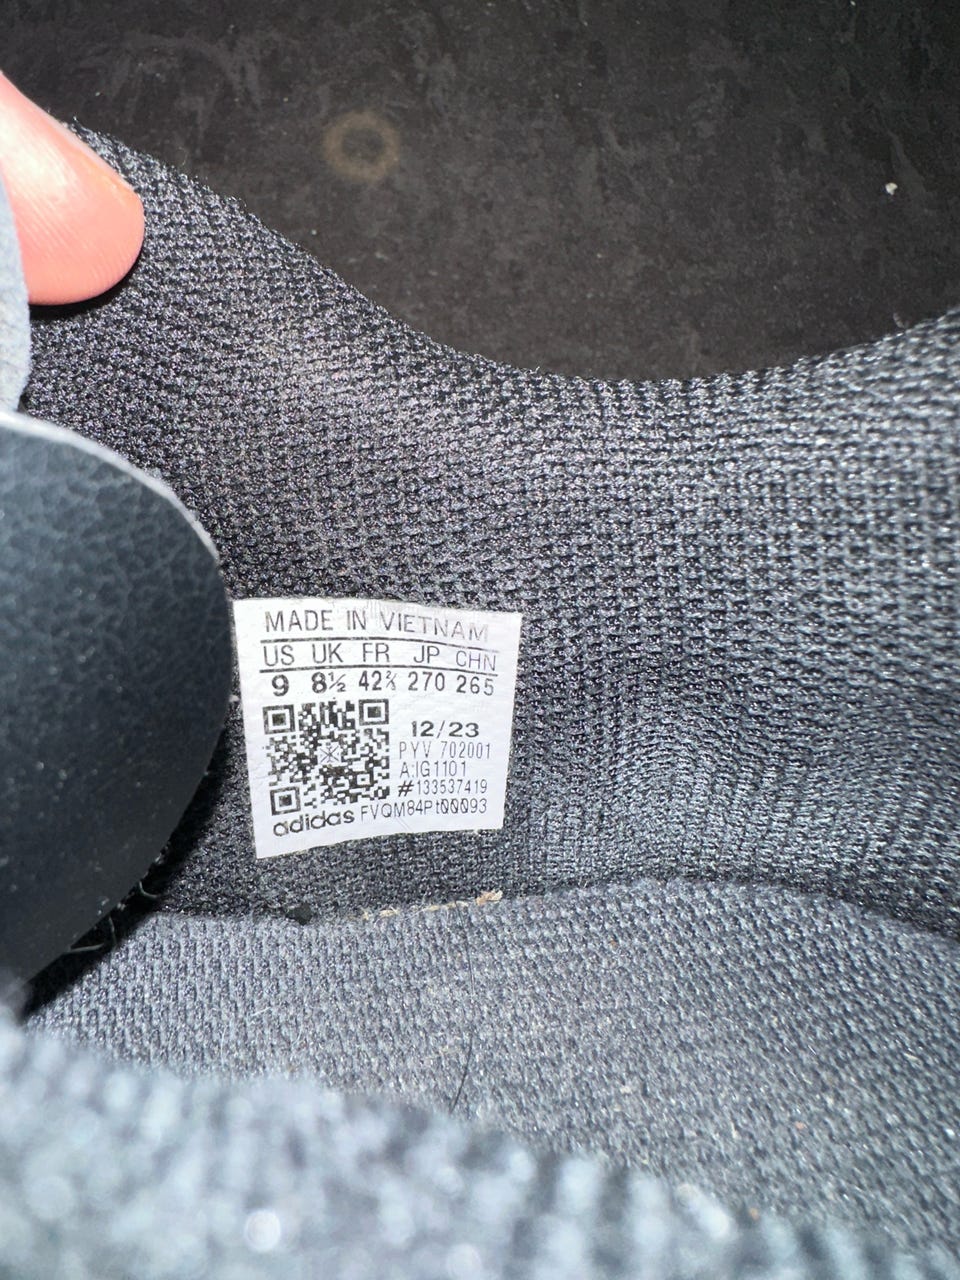 MADE IN VIETNAM
US UK FR JP CHN
9 8½ 42⅔ 270 265
12/23
PYV 702001
A:IG1101
#133537419
adidas FVQM84Pt00093